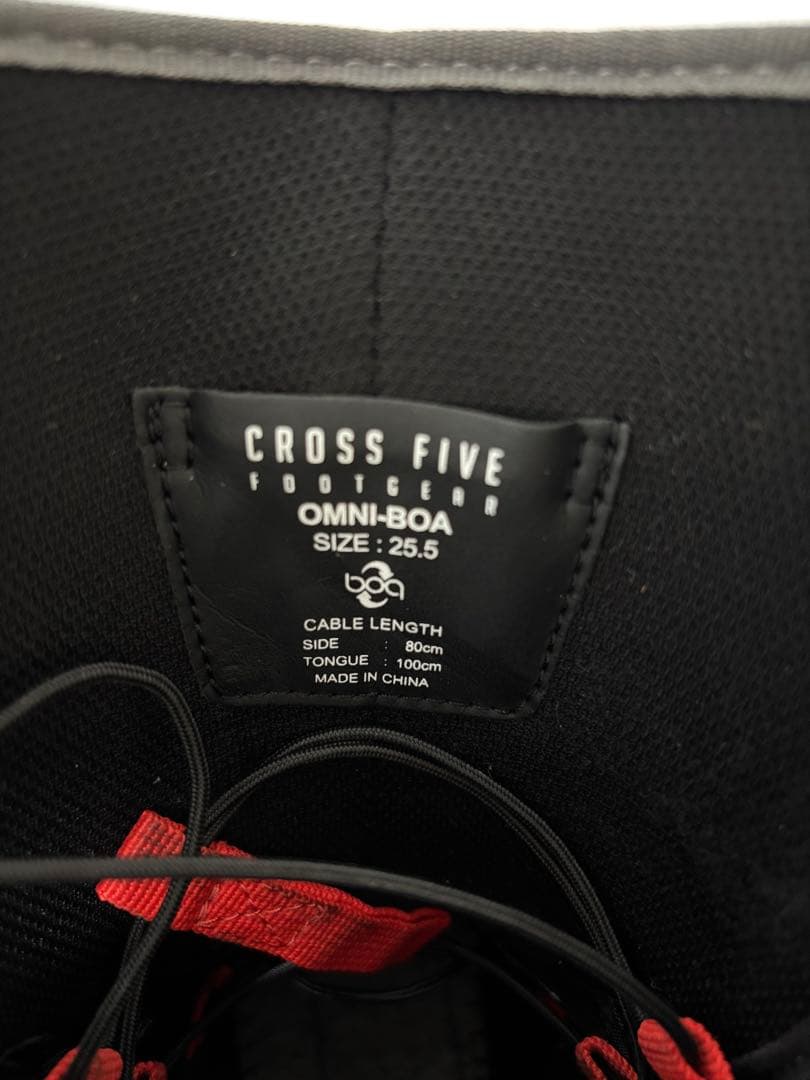 CROSS FIVE
FOOTGEAR
OMNI-BOA
SIZE : 25.5
boa
CABLE LENGTH
SIDE : 80cm
TONGUE : 100cm
MADE IN CHINA